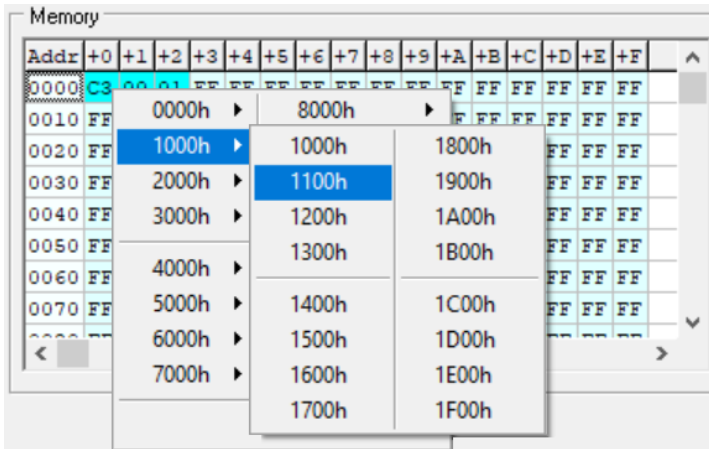 Memory
Addr +0 +1 +2 +3 +4 +5 +6 +7 +8 +9 +A +B +C +D +E +F
0000 C3 00 01 FF FF FF FF FF FF FF FF FF FF FF FF FF
0010 FF FF FF FF FF FF
0020 FF FF FF FF
0030 FF FF FF FF
0040 FF FF FF FF
0050 FF FF FF FF
0060 FF FF FF FF
0070 FF FF FF FF
0000h 8000h
1000h
2000h
3000h
4000h
5000h
6000h
7000h
1000h 1800h
1100h 1900h
1200h 1A00h
1300h 1B00h
1400h 1C00h
1500h 1D00h
1600h 1E00h
1700h 1F00h